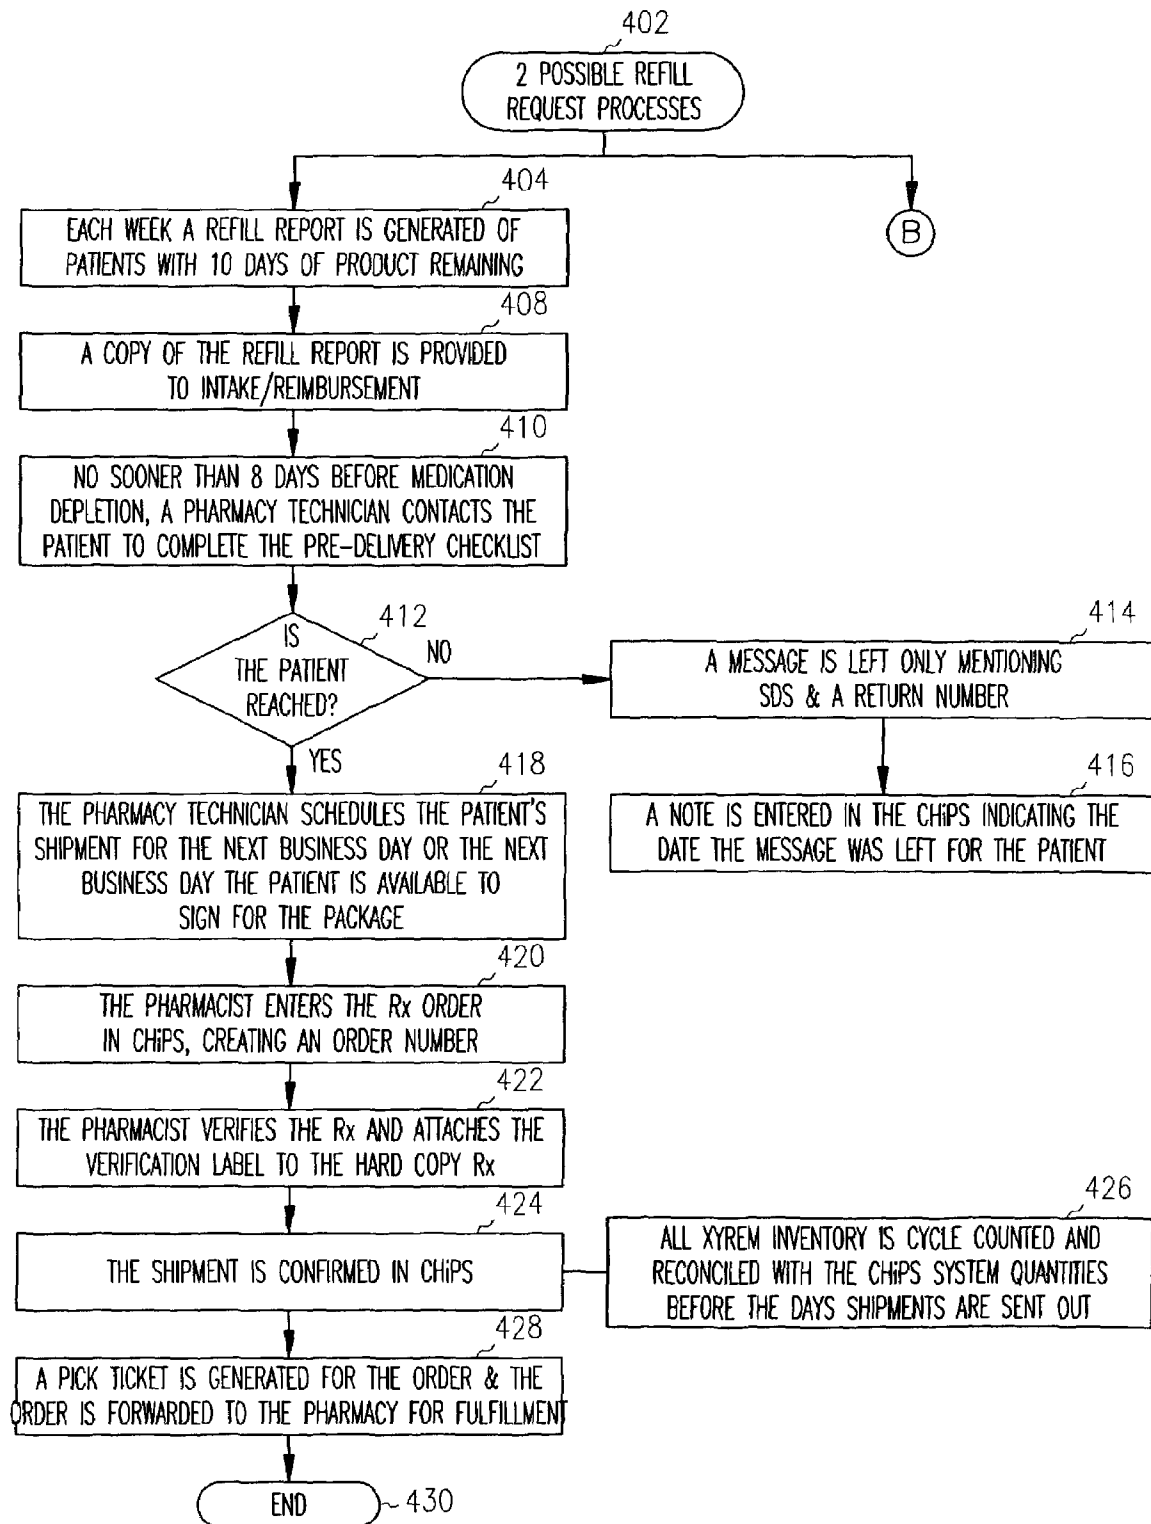 402
2 POSSIBLE REFILL
REQUEST PROCESSES
404
EACH WEEK A REFILL REPORT IS GENERATED OF
PATIENTS WITH 10 DAYS OF PRODUCT REMAINING
B
408
A COPY OF THE REFILL REPORT IS PROVIDED
TO INTAKE/REIMBURSEMENT
410
NO SOONER THAN 8 DAYS BEFORE MEDICATION
DEPLETION, A PHARMACY TECHNICIAN CONTACTS THE
PATIENT TO COMPLETE THE PRE-DELIVERY CHECKLIST
412
IS
THE PATIENT
REACHED?
NO
414
A MESSAGE IS LEFT ONLY MENTIONING
SDS & A RETURN NUMBER
416
A NOTE IS ENTERED IN THE CHiPS INDICATING THE
DATE THE MESSAGE WAS LEFT FOR THE PATIENT
YES
418
THE PHARMACY TECHNICIAN SCHEDULES THE PATIENT'S
SHIPMENT FOR THE NEXT BUSINESS DAY OR THE NEXT
BUSINESS DAY THE PATIENT IS AVAILABLE TO
SIGN FOR THE PACKAGE
420
THE PHARMACIST ENTERS THE Rx ORDER
IN CHiPS, CREATING AN ORDER NUMBER
422
THE PHARMACIST VERIFIES THE Rx AND ATTACHES THE
VERIFICATION LABEL TO THE HARD COPY Rx
424
THE SHIPMENT IS CONFIRMED IN CHiPS
426
ALL XYREM INVENTORY IS CYCLE COUNTED AND
RECONCILED WITH THE CHiPS SYSTEM QUANTITIES
BEFORE THE DAYS SHIPMENTS ARE SENT OUT
428
A PICK TICKET IS GENERATED FOR THE ORDER & THE
ORDER IS FORWARDED TO THE PHARMACY FOR FULFILLMENT
END
430